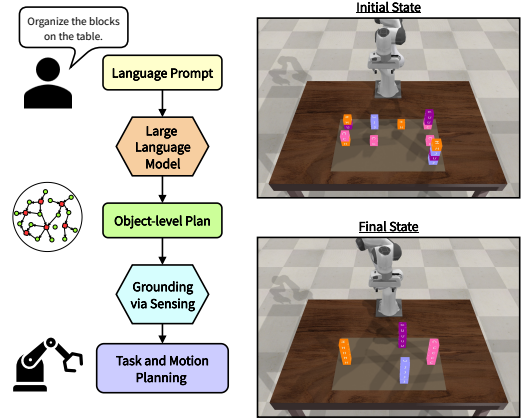 Organize the blocks
on the table.
Language Prompt
Large
Language
Model
Object-level Plan
Grounding
via Sensing
Task and Motion
Planning
Initial State
Final State